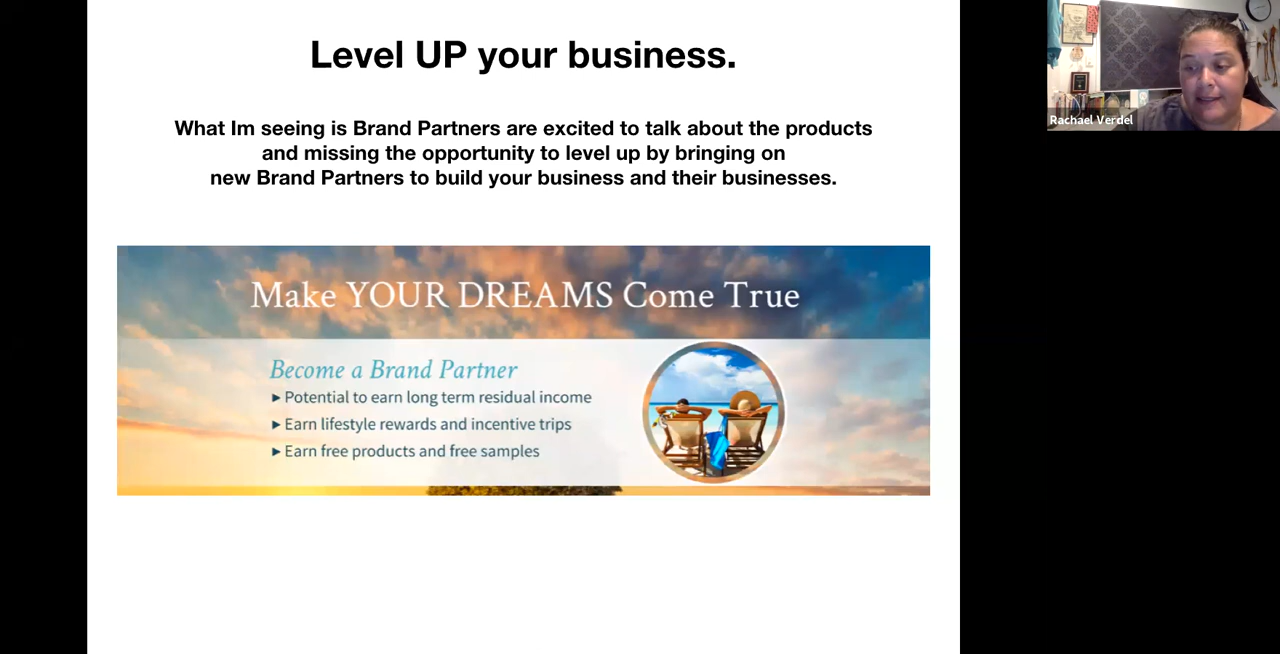 Level UP your business.
What Im seeing is Brand Partners are excited to talk about the products
and missing the opportunity to level up by bringing on
new Brand Partners to build your business and their businesses.
Make YOUR DREAMS Come True
Become a Brand Partner
▸Potential to earn long term residual income
▸Earn lifestyle rewards and incentive trips
▸Earn free products and free samples
Rachael Verdel